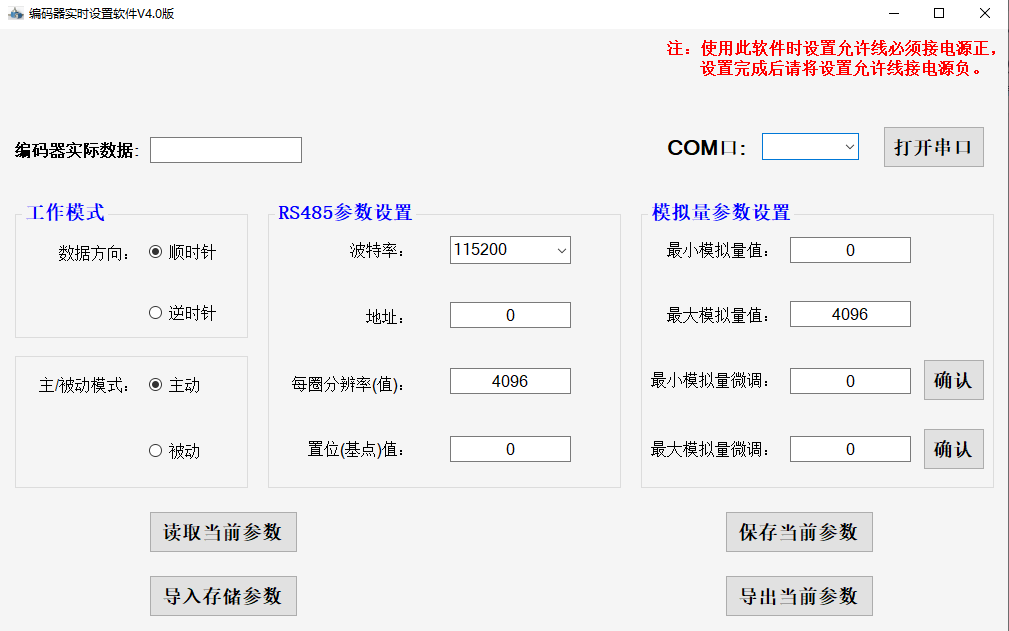 编码器实时设置软件V4.0版
注：使用此软件时设置允许线必须接电源正，
设置完成后请将设置允许线接电源负。
编码器实际数据:
COM口:
打开串口
工作模式
数据方向：
顺时针
逆时针
主/被动模式：
主动
被动
RS485参数设置
波特率：
115200
地址：
0
每圈分辨率(值)：
4096
置位(基点)值：
0
模拟量参数设置
最小模拟量值：
0
最大模拟量值：
4096
最小模拟量微调：
0
确认
最大模拟量微调：
0
确认
读取当前参数
保存当前参数
导入存储参数
导出当前参数